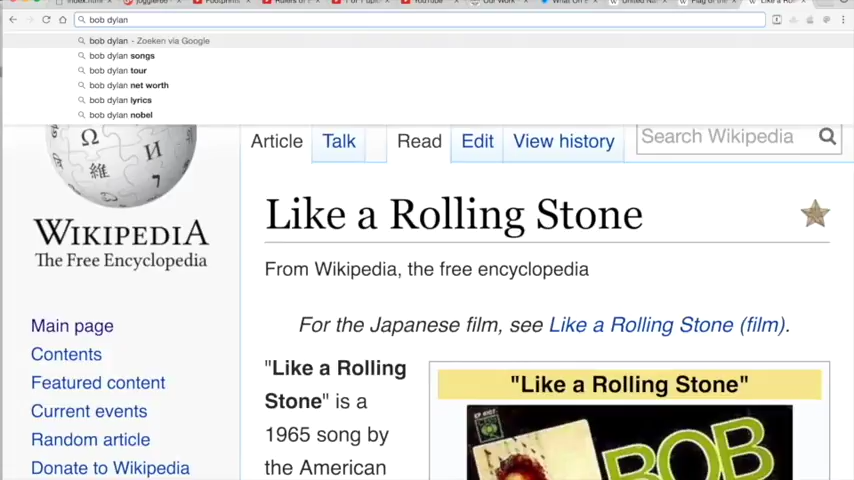 bob dylan
bob dylan - Zoeken via Google
bob dylan songs
bob dylan tour
bob dylan net worth
bob dylan lyrics
bob dylan nobel
Article Talk Read Edit View history Search Wikipedia
Ω
維
И
WIKIPEDIA
The Free Encyclopedia
Like a Rolling Stone
From Wikipedia, the free encyclopedia
For the Japanese film, see Like a Rolling Stone (film).
Main page
Contents
Featured content
Current events
Random article
Donate to Wikipedia
"Like a Rolling
Stone" is a
1965 song by
the American
"Like a Rolling Stone"
BOB